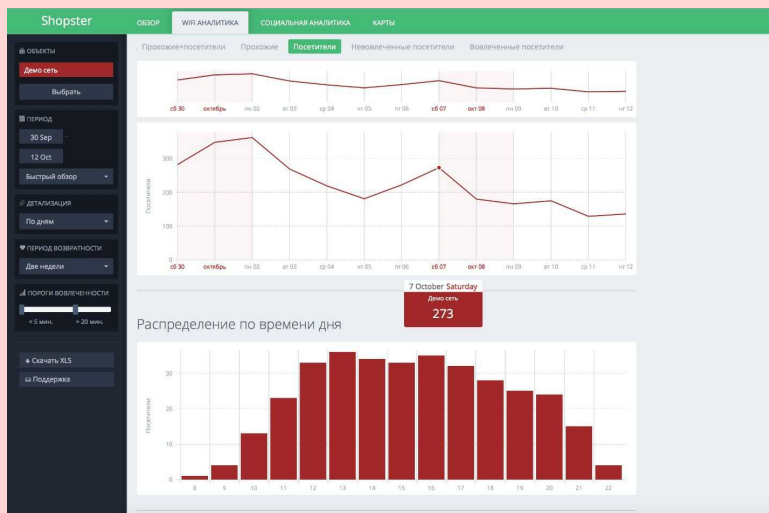 Shopster
ОБЗОР
WIFI АНАЛИТИКА
СОЦИАЛЬНАЯ АНАЛИТИКА
КАРТЫ
ОБЪЕКТЫ
Демо сеть
Выбрать
ПЕРИОД
30 Sep -
12 Oct
Быстрый обзор
ДЕТАЛИЗАЦИЯ
По дням
ПЕРИОД ВОЗВРАТНОСТИ
Две недели
ПОРОГИ ВОВЛЕЧЕННОСТИ
< 5 мин. > 20 мин.
Скачать XLS
Поддержка
Прохожие+посетители Прохожие Посетители Невовлеченные посетители Вовлеченные посетители
сб 30 октябрь пн 02 вт 03 ср 04 чт 05 пт 06 сб 07 окт 08 пн 09 вт 10 ср 11 чт 12
Посетители
300
200
100
0
сб 30 октябрь пн 02 вт 03 ср 04 чт 05 пт 06 сб 07 окт 08 пн 09 вт 10 ср 11 чт 12
7 October Saturday
Демо сеть
273
Распределение по времени дня
Посетители
30
20
10
0
8 9 10 11 12 13 14 15 16 17 18 19 20 21 22